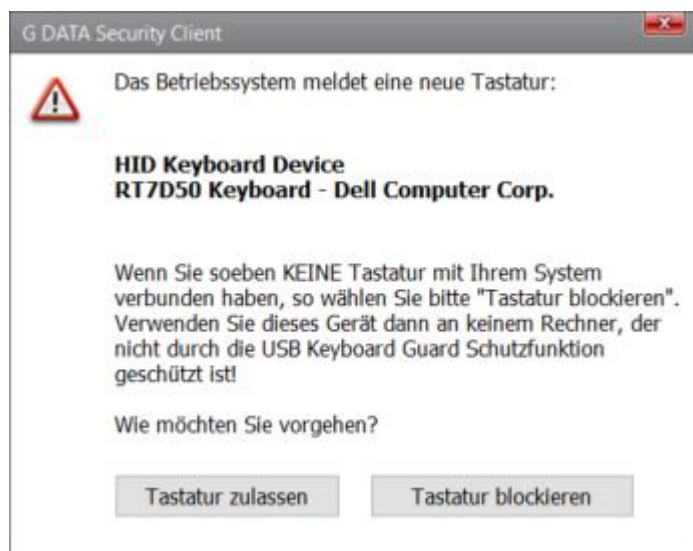 G DATA Security Client
Das Betriebssystem meldet eine neue Tastatur:
HID Keyboard Device
RT7D50 Keyboard - Dell Computer Corp.
Wenn Sie soeben KEINE Tastatur mit Ihrem System
verbunden haben, so wählen Sie bitte "Tastatur blockieren".
Verwenden Sie dieses Gerät dann an keinem Rechner, der
nicht durch die USB Keyboard Guard Schutzfunktion
geschützt ist!
Wie möchten Sie vorgehen?
Tastatur zulassen
Tastatur blockieren